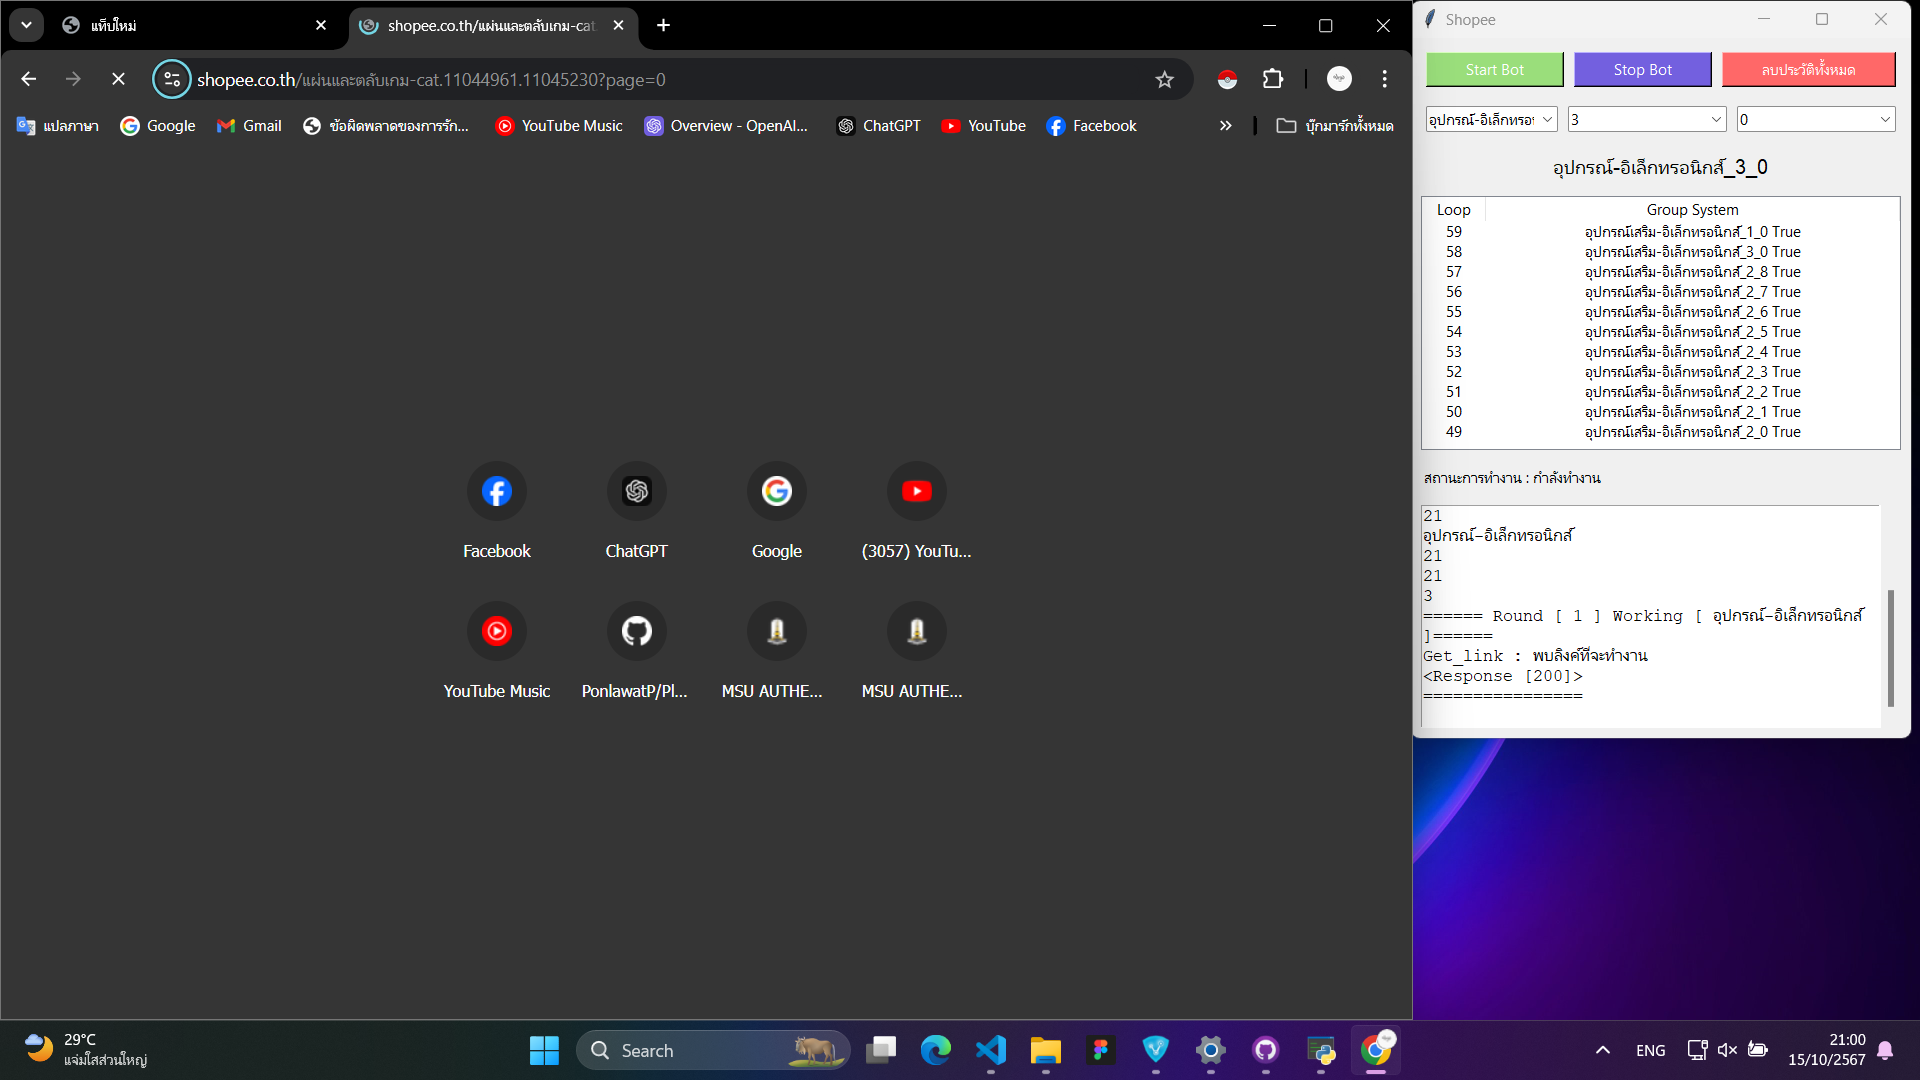 แท็บใหม่
shopee.co.th/แผ่นและตลับเกม-cat
shopee.co.th/แผ่นและตลับเกม-cat.11044961.11045230?page=0
แปลภาษา
Google
Gmail
ข้อผิดพลาดของการรัก...
YouTube Music
Overview - OpenAI...
ChatGPT
YouTube
Facebook
บุ๊กมาร์กทั้งหมด
Facebook
ChatGPT
Google
(3057) YouTu...
YouTube Music
PonlawatP/Pl...
MSU AUTHE...
MSU AUTHE...
Shopee
Start Bot
Stop Bot
ลบประวัติทั้งหมด
อุปกรณ์-อิเล็กทรอ
3
0
อุปกรณ์-อิเล็กทรอนิกส์_3_0
Loop Group System
59 อุปกรณ์เสริม-อิเล็กทรอนิกส์_1_0 True
58 อุปกรณ์เสริม-อิเล็กทรอนิกส์_3_0 True
57 อุปกรณ์เสริม-อิเล็กทรอนิกส์_2_8 True
56 อุปกรณ์เสริม-อิเล็กทรอนิกส์_2_7 True
55 อุปกรณ์เสริม-อิเล็กทรอนิกส์_2_6 True
54 อุปกรณ์เสริม-อิเล็กทรอนิกส์_2_5 True
53 อุปกรณ์เสริม-อิเล็กทรอนิกส์_2_4 True
52 อุปกรณ์เสริม-อิเล็กทรอนิกส์_2_3 True
51 อุปกรณ์เสริม-อิเล็กทรอนิกส์_2_2 True
50 อุปกรณ์เสริม-อิเล็กทรอนิกส์_2_1 True
49 อุปกรณ์เสริม-อิเล็กทรอนิกส์_2_0 True
สถานะการทำงาน : กำลังทำงาน
21
อุปกรณ์-อิเล็กทรอนิกส์
21
21
3
====== Round [ 1 ] Working [ อุปกรณ์-อิเล็กทรอนิกส์
]======
Get_link : พบลิงค์ที่จะทำงาน
<Response [200]>
================
29°C
แจ่มใสส่วนใหญ่
Search
ENG
21:00
15/10/2567